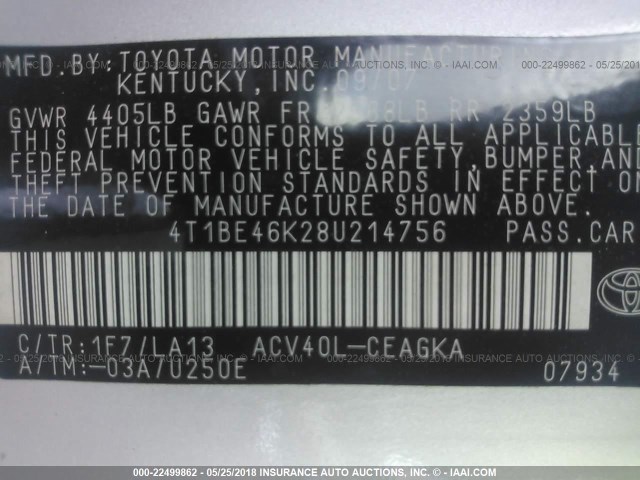 MFD.BY: TOYOTA MOTOR MANUFACTURING
KENTUCKY, INC. 09/07
GVWR 4405LB GAWR FR LB RR 2359LB
THIS VEHICLE CONFORMS TO ALL APPLICABLE
FEDERAL MOTOR VEHICLE SAFETY, BUMPER, AND
THEFT PREVENTION STANDARDS IN EFFECT ON
THE DATE OF MANUFACTURE SHOWN ABOVE.
4T1BE46K28U214756 PASS.CAR
C/TR:1F7/LA13 ACV40L-CEAGKA
A/TM:-03A/U250E 07934
000-22499862 - 05/25/2018 INSURANCE AUTO AUCTIONS, INC. (C) - IAAI.COM